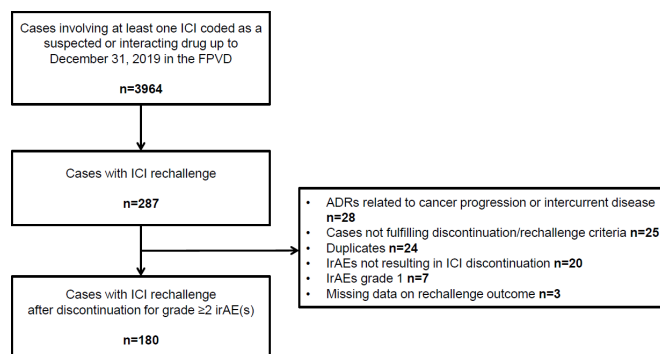 Cases involving at least one ICI coded as a
suspected or interacting drug up to
December 31, 2019 in the FPVD
n=3964
Cases with ICI rechallenge
n=287
• ADRs related to cancer progression or intercurrent disease
n=28
• Cases not fulfilling discontinuation/rechallenge criteria n=25
• Duplicates n=24
• IrAEs not resulting in ICI discontinuation n=20
• IrAEs grade 1 n=7
• Missing data on rechallenge outcome n=3
Cases with ICI rechallenge
after discontinuation for grade ≥2 irAE(s)
n=180